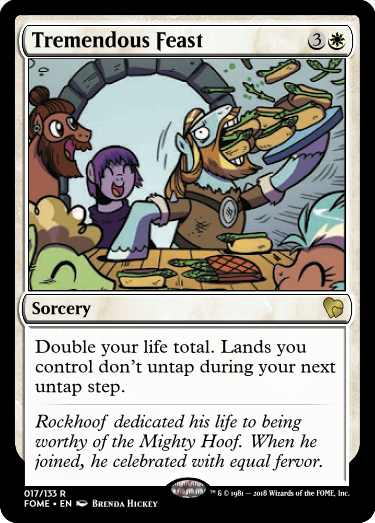 Tremendous Feast 3
Sorcery
Double your life total. Lands you
control don't untap during your next
untap step.
Rockhoof dedicated his life to being
worthy of the Mighty Hoof. When he
joined, he celebrated with equal fervor.
017/133 R
FOME • EN Brenda Hickey
™ & © 1981 — 2018 Wizards of the FOME, Inc.